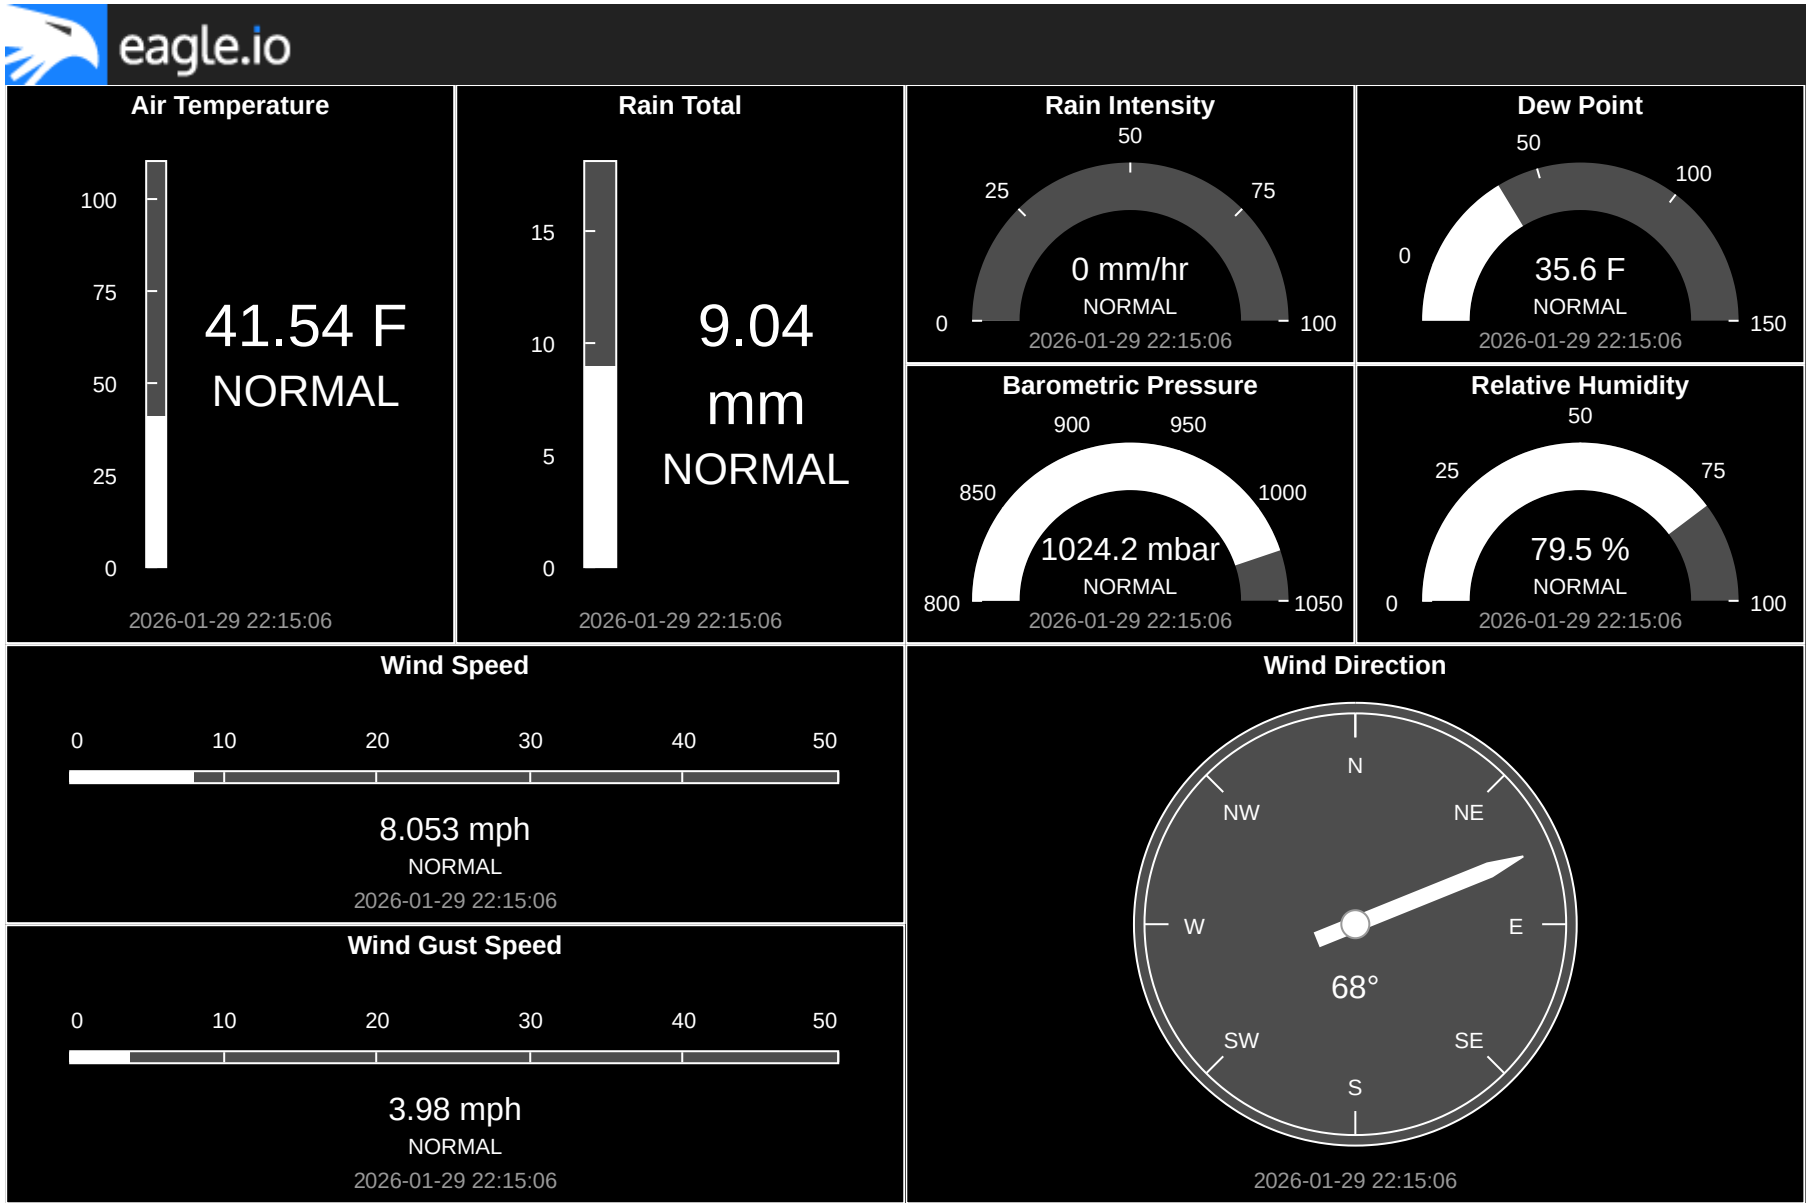 eagle.io
Air Temperature
100
75
50
25
0
41.54 F
NORMAL
2026-01-29 22:15:06
Rain Total
15
10
5
0
9.04
mm
NORMAL
2026-01-29 22:15:06
Rain Intensity
0
25
50
75
100
0 mm/hr
NORMAL
2026-01-29 22:15:06
Dew Point
0
50
100
150
35.6 F
NORMAL
2026-01-29 22:15:06
Barometric Pressure
800
850
900
950
1000
1050
1024.2 mbar
NORMAL
2026-01-29 22:15:06
Relative Humidity
0
25
50
75
100
79.5 %
NORMAL
2026-01-29 22:15:06
Wind Speed
0 10 20 30 40 50
8.053 mph
NORMAL
2026-01-29 22:15:06
Wind Gust Speed
0 10 20 30 40 50
3.98 mph
NORMAL
2026-01-29 22:15:06
Wind Direction
N
NW NE
W E
68°
SW SE
S
2026-01-29 22:15:06